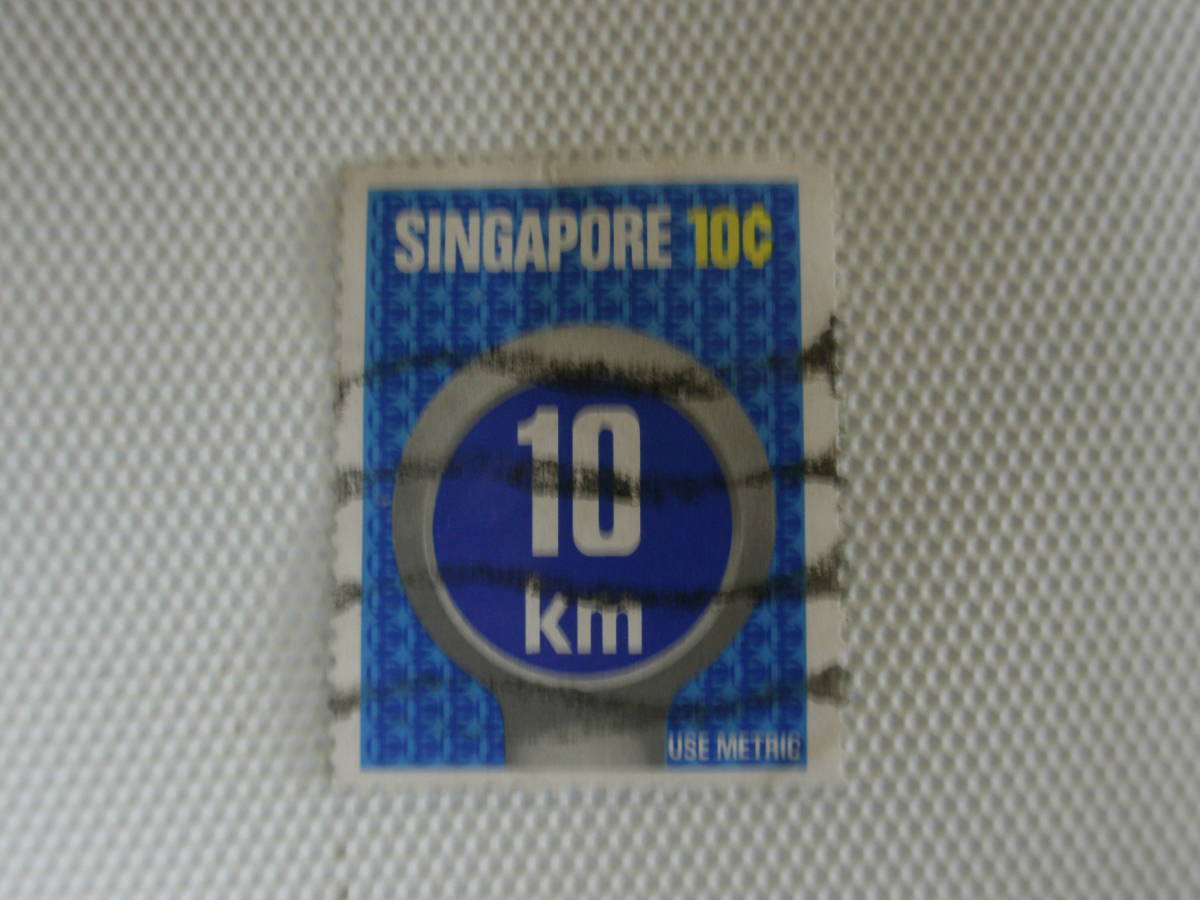 SINGAPORE 10¢
10
km
USE METRIC